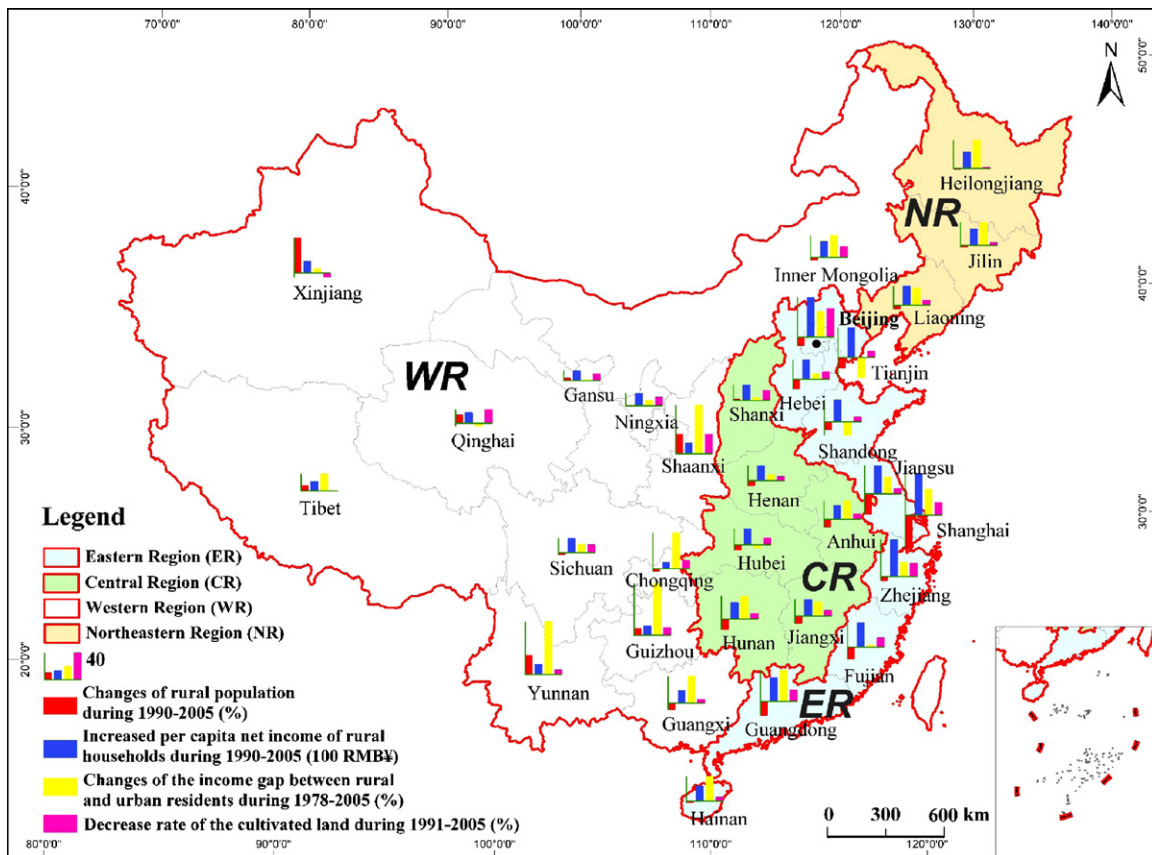 70°0'0"
80°0'0"
90°0'0"
100°0'0"
110°0'0"
120°0'0"
130°0'0"
140°0'0"
50°0'0"
N
Heilongjiang
40°0'0"
NR
Jilin
Inner Mongolia
40°0'0"
Xinjiang
Liaoning
Beijing
Tianjin
WR
Gansu
Hebei
Shanxi
Ningxia
30°0'0"
Qinghai
Shandong
Shaanxi
Jiangsu
Henan
Tibet
Shanghai
30°0'0"
Legend
Anhui
Eastern Region (ER)
Sichuan
Hubei
Central Region (CR)
Chongqing
CR
Zhejiang
Western Region (WR)
Northeastern Region (NR)
Hunan
Jiangxi
Guizhou
20°0'0"
40
Fujian
Yunnan
Changes of rural population
during 1990-2005 (%)
ER
Guangxi
Guangdong
Increased per capita net income of rural
households during 1990-2005 (100 RMB¥)
Changes of the income gap between rural
and urban residents during 1978-2005 (%)
Hainan
0 300 600 km
Decrease rate of the cultivated land during 1991-2005 (%)
80°0'0"
90°0'0"
100°0'0"
110°0'0"
120°0'0"